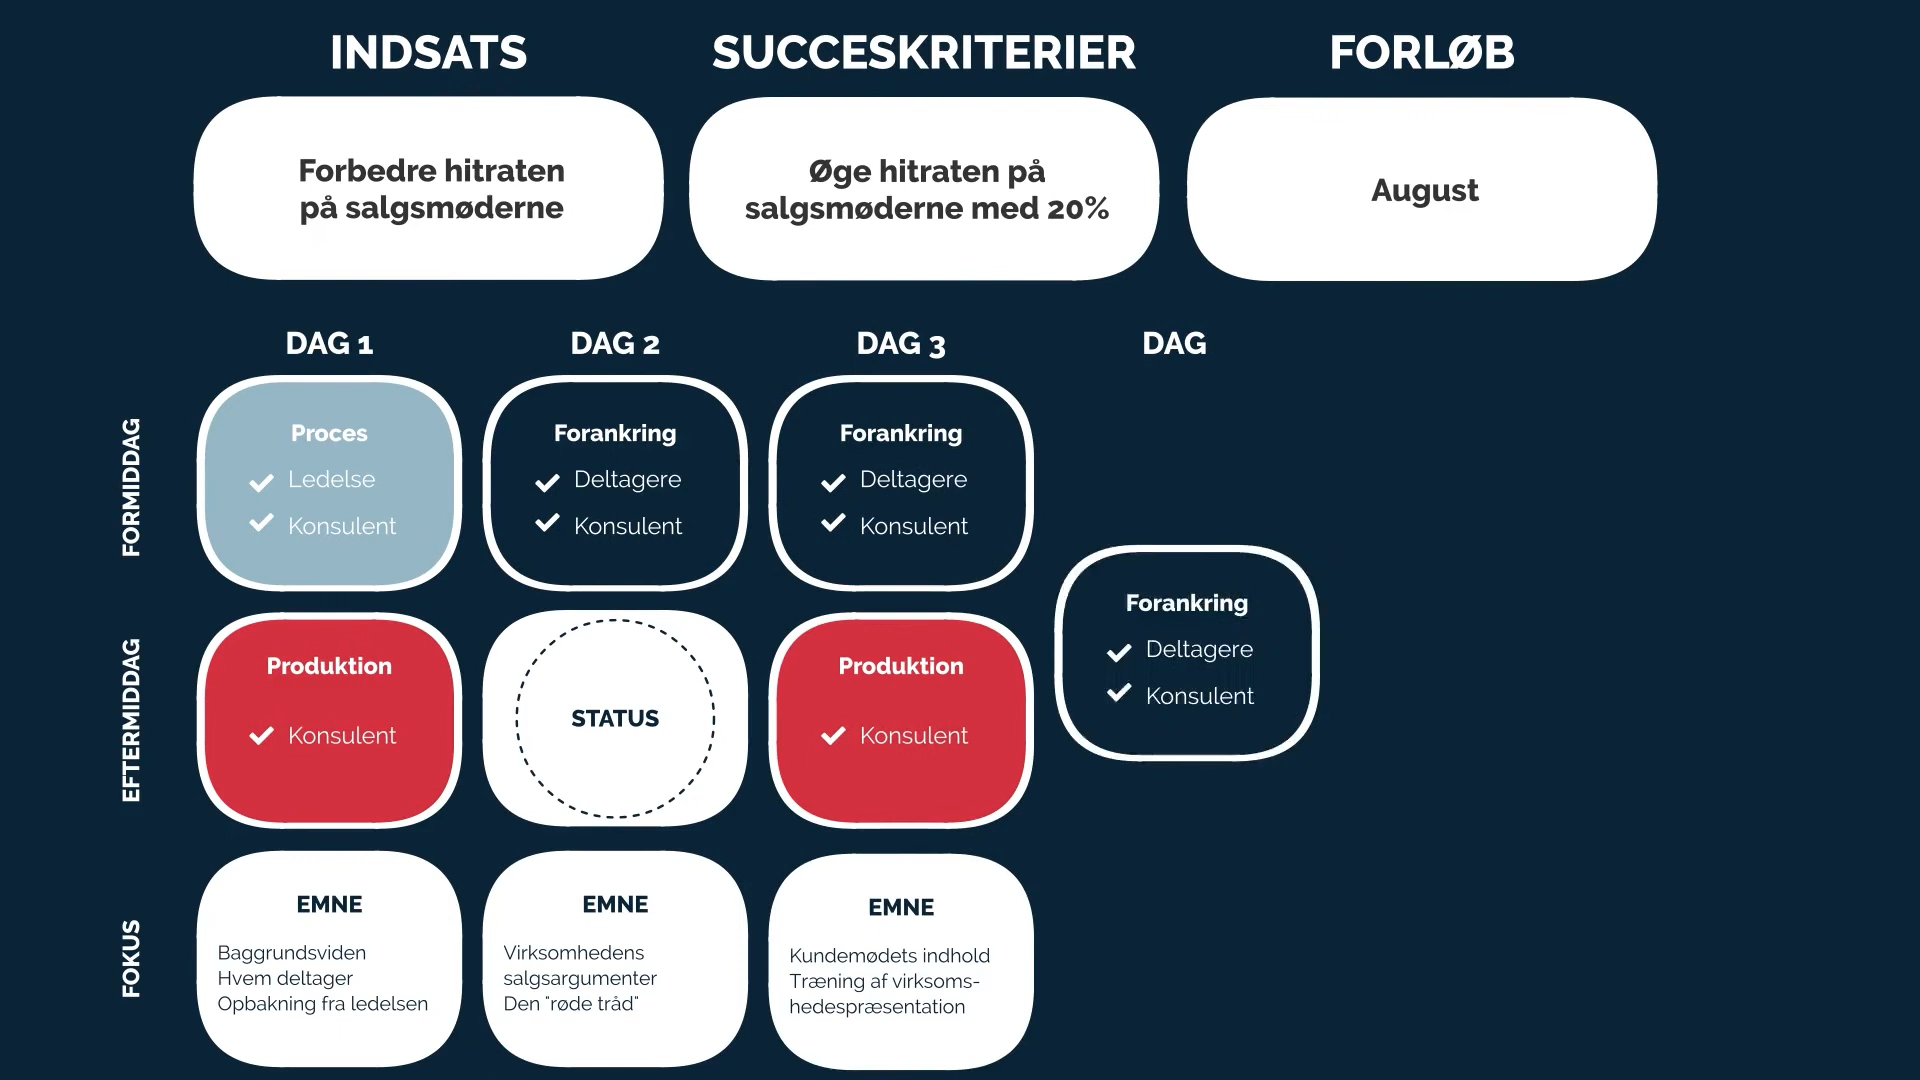 INDSATS
SUCCESKRITERIER
FORLØB
Forbedre hitraten
på salgsmøderne
Øge hitraten på
salgsmøderne med 20%
August
DAG 1
DAG 2
DAG 3
DAG
FORMIDDAG
Proces
Ledelse
Konsulent
Forankring
Deltagere
Konsulent
Forankring
Deltagere
Konsulent
Forankring
Deltagere
Konsulent
EFTERMIDDAG
Produktion
Konsulent
STATUS
Produktion
Konsulent
FOKUS
EMNE
Baggrundsviden
Hvem deltager
Opbakning fra ledelsen
EMNE
Virksomhedens
salgsargumenter
Den "røde tråd"
EMNE
Kundemødets indhold
Træning af virksoms-
hedespræsentation